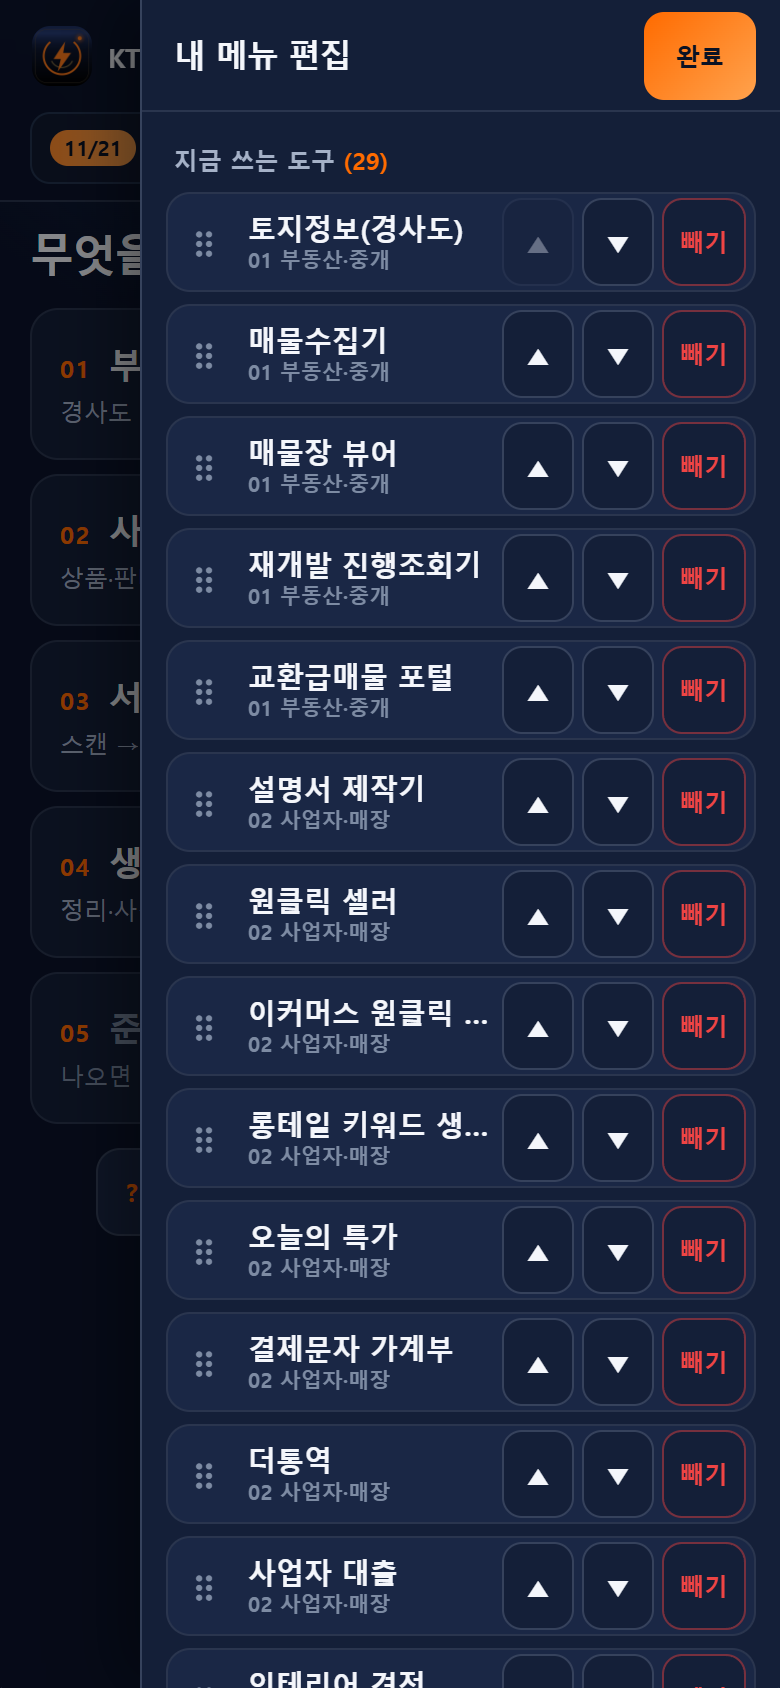 KT
내 메뉴 편집
완료
11/21
지금 쓰는 도구 (29)
무엇을
01 부
경사도
02 사
상품·판
03 서
스캔 →
04 생
정리·사
05 준
나오면
?
토지정보(경사도)
01 부동산·중개
▲ ▼ 빼기
매물수집기
01 부동산·중개
▲ ▼ 빼기
매물장 뷰어
01 부동산·중개
▲ ▼ 빼기
재개발 진행조회기
01 부동산·중개
▲ ▼ 빼기
교환급매물 포털
01 부동산·중개
▲ ▼ 빼기
설명서 제작기
02 사업자·매장
▲ ▼ 빼기
원클릭 셀러
02 사업자·매장
▲ ▼ 빼기
이커머스 원클릭 ...
02 사업자·매장
▲ ▼ 빼기
롱테일 키워드 생...
02 사업자·매장
▲ ▼ 빼기
오늘의 특가
02 사업자·매장
▲ ▼ 빼기
결제문자 가계부
02 사업자·매장
▲ ▼ 빼기
더통역
02 사업자·매장
▲ ▼ 빼기
사업자 대출
02 사업자·매장
▲ ▼ 빼기